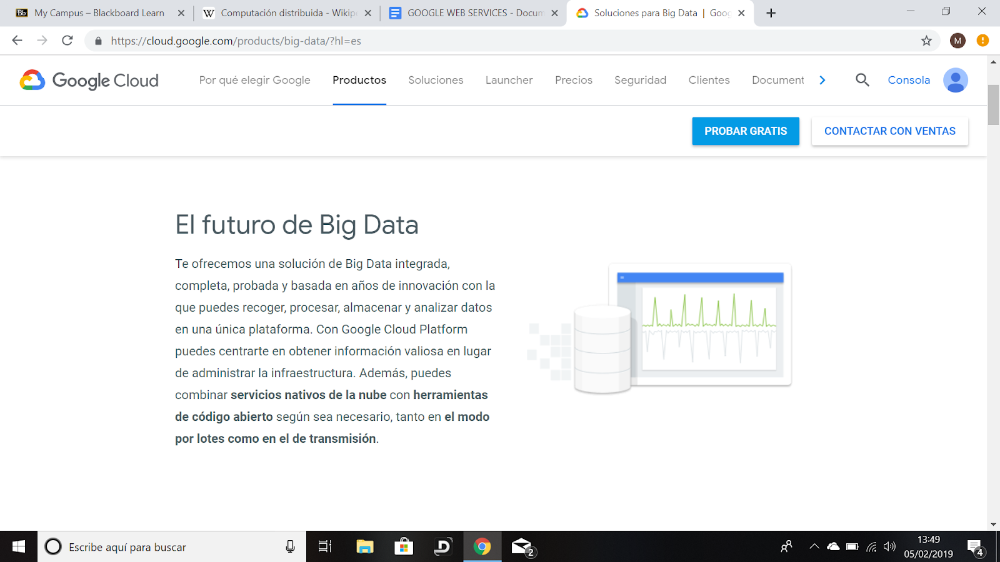 My Campus – Blackboard Learn
Computación distribuida - Wikip
GOOGLE WEB SERVICES - Docum
Soluciones para Big Data | Goog
https://cloud.google.com/products/big-data/?hl=es
M
Google Cloud
Por qué elegir Google
Productos
Soluciones
Launcher
Precios
Seguridad
Clientes
Document
Consola
PROBAR GRATIS
CONTACTAR CON VENTAS
El futuro de Big Data
Te ofrecemos una solución de Big Data integrada,
completa, probada y basada en años de innovación con la
que puedes recoger, procesar, almacenar y analizar datos
en una única plataforma. Con Google Cloud Platform
puedes centrarte en obtener información valiosa en lugar
de administrar la infraestructura. Además, puedes
combinar servicios nativos de la nube con herramientas
de código abierto según sea necesario, tanto en el modo
por lotes como en el de transmisión.
Escribe aquí para buscar
2
13:49
05/02/2019
4